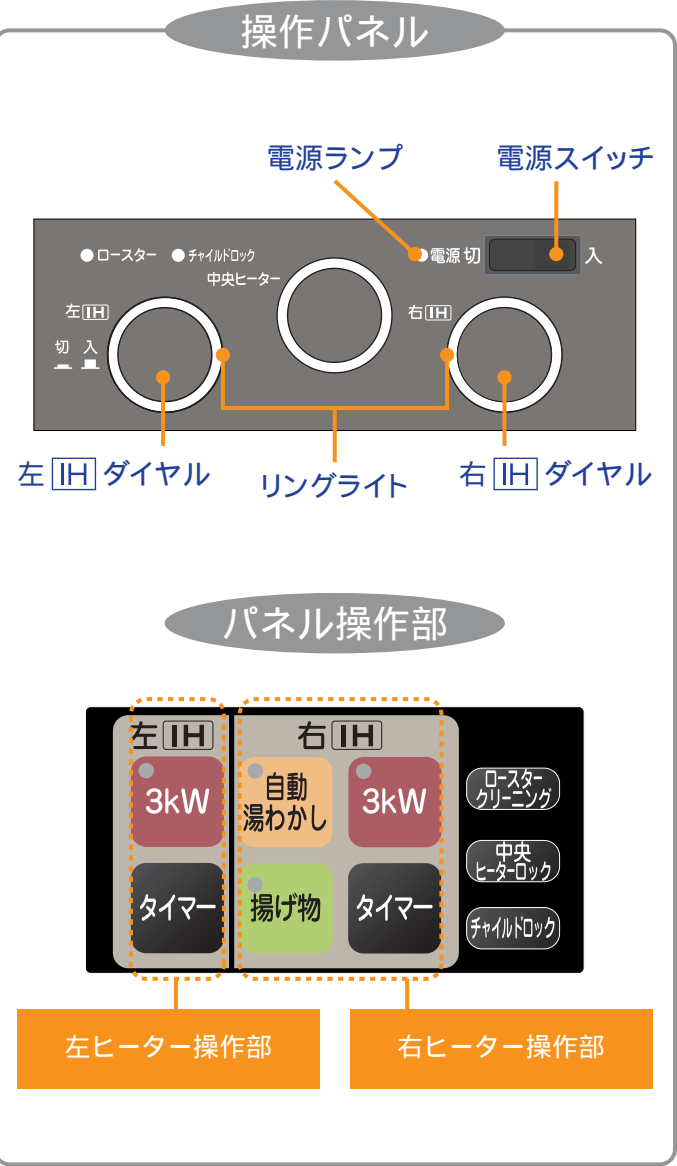 操作パネル
電源ランプ
電源スイッチ
ロースター
チャイルドロック
電源 切
入
中央ヒーター
左IH
右IH
切 入
左IHダイヤル
リングライト
右IHダイヤル
パネル操作部
左IH
右IH
3kW
自動
湯わかし
3kW
ロースター
クリーニング
中央
ヒーターロック
タイマー
揚げ物
タイマー
チャイルドロック
左ヒーター操作部
右ヒーター操作部